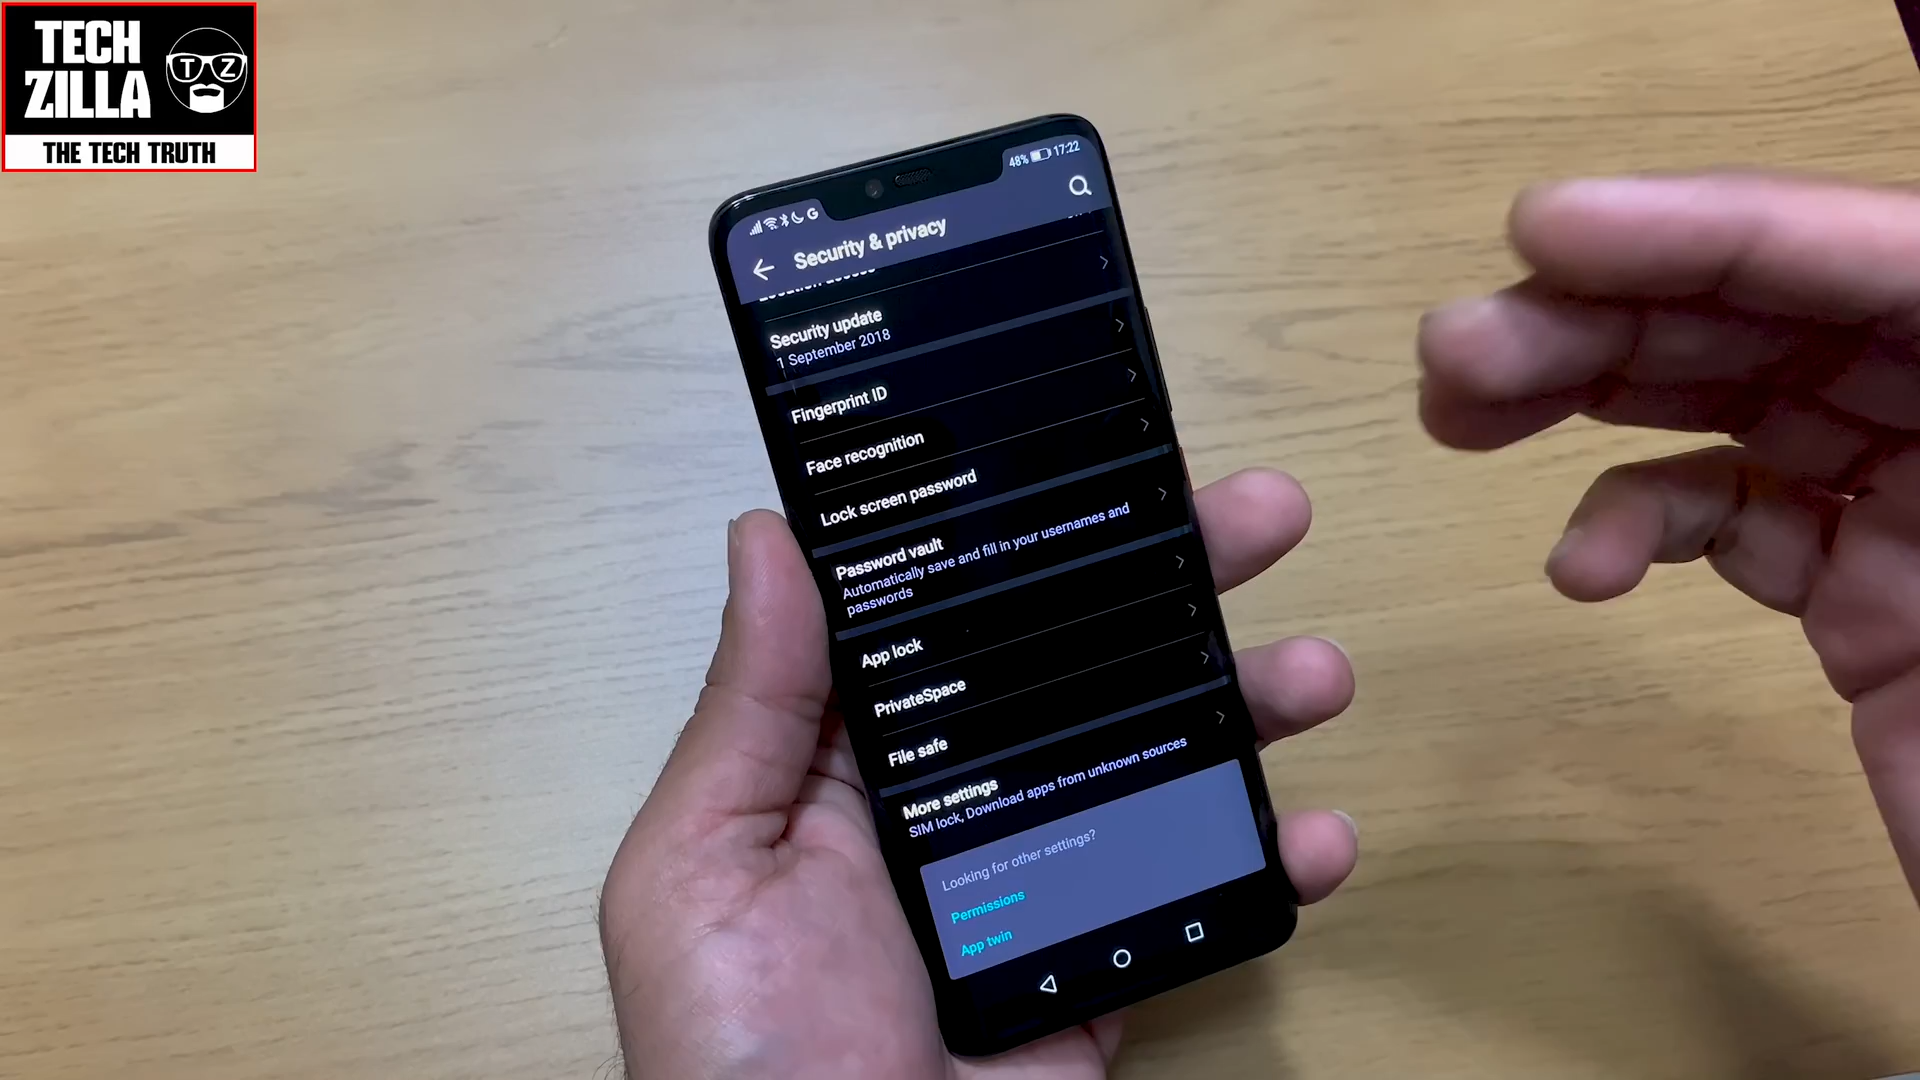 TECH
ZILLA
TZ
THE TECH TRUTH
48% 17:22
G
Security & privacy
Security update
1 September 2018
Fingerprint ID
Face recognition
Lock screen password
Password vault
Automatically save and fill in your usernames and
passwords
App lock
PrivateSpace
File safe
More settings
SIM lock, Download apps from unknown sources
Looking for other settings?
Permissions
App twin